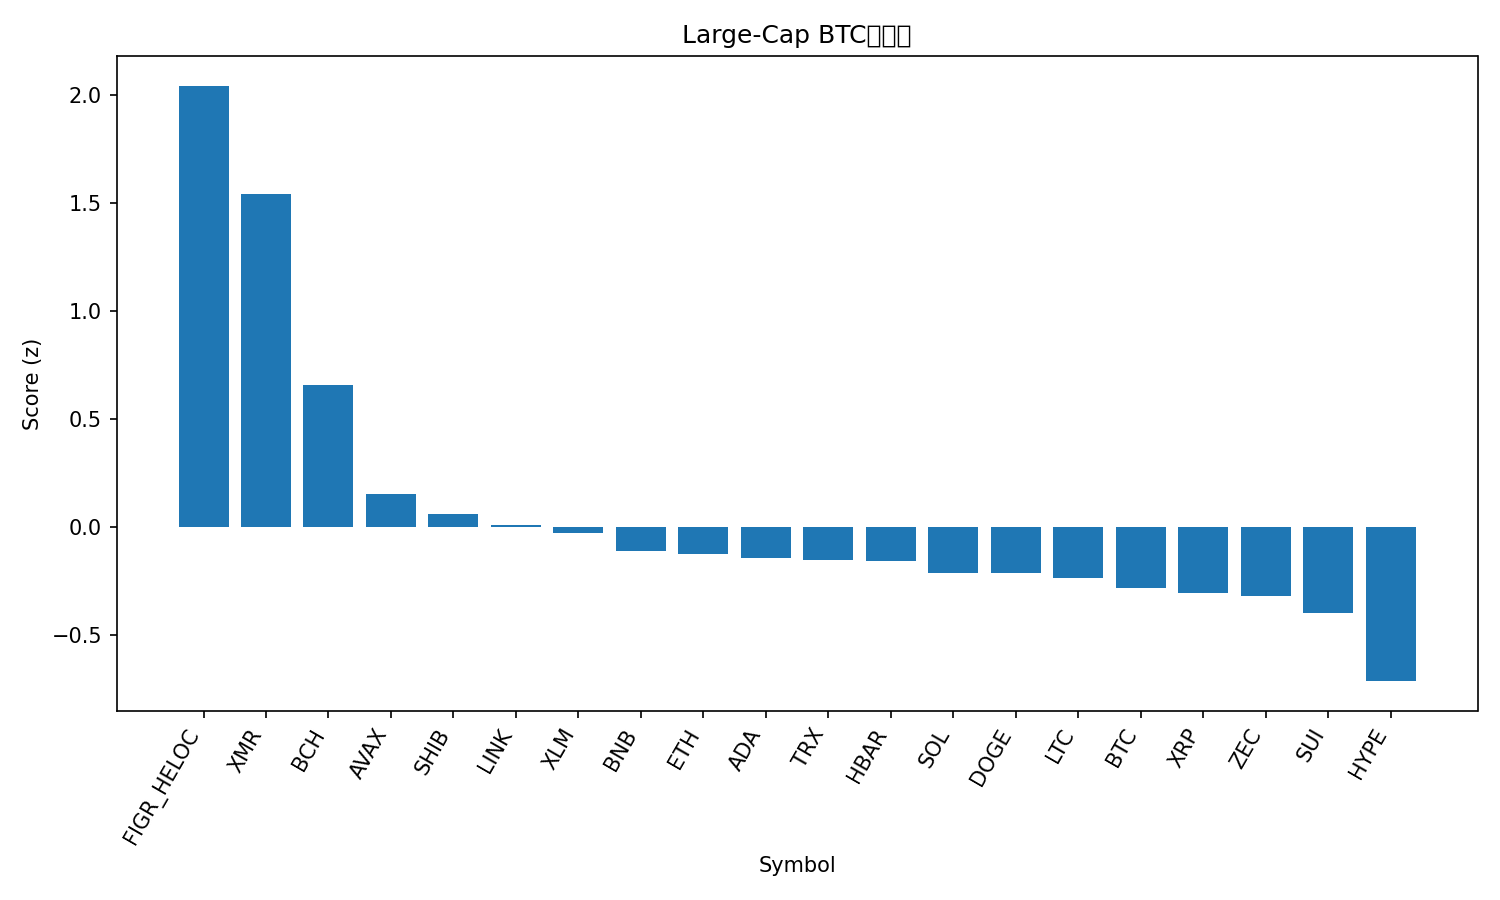 Large-Cap BTC
Score (z)
2.0
1.5
1.0
0.5
0.0
−0.5
FIGR_HELOC
XMR
BCH
AVAX
SHIB
LINK
XLM
BNB
ETH
ADA
TRX
HBAR
SOL
DOGE
LTC
BTC
XRP
ZEC
SUI
HYPE
Symbol